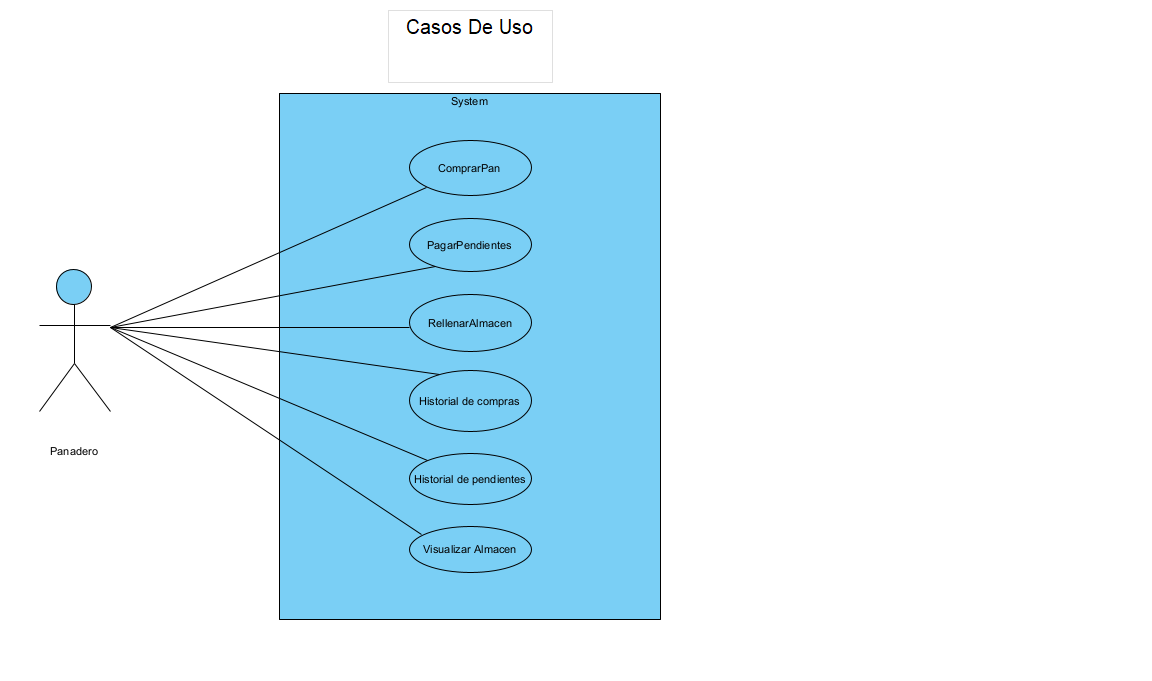 Casos De Uso
System
ComprarPan
PagarPendientes
RellenarAlmacen
Historial de compras
Historial de pendientes
Visualizar Almacen
Panadero